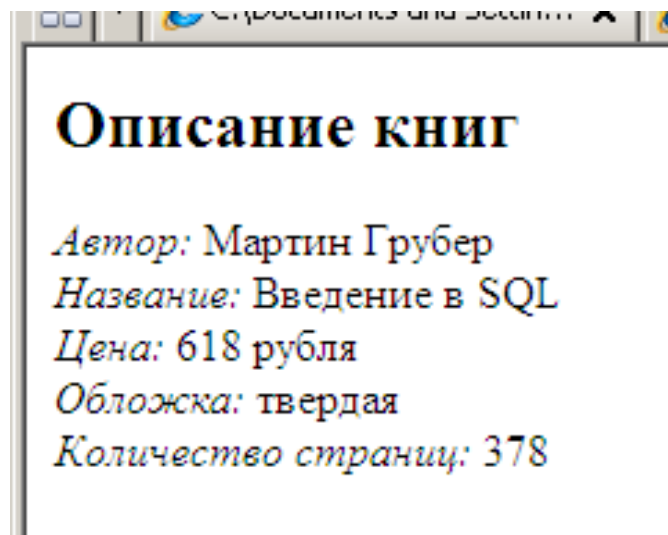 Описание книг
Автор: Мартин Грубер
Название: Введение в SQL
Цена: 618 рубля
Обложка: твердая
Количество страниц: 378